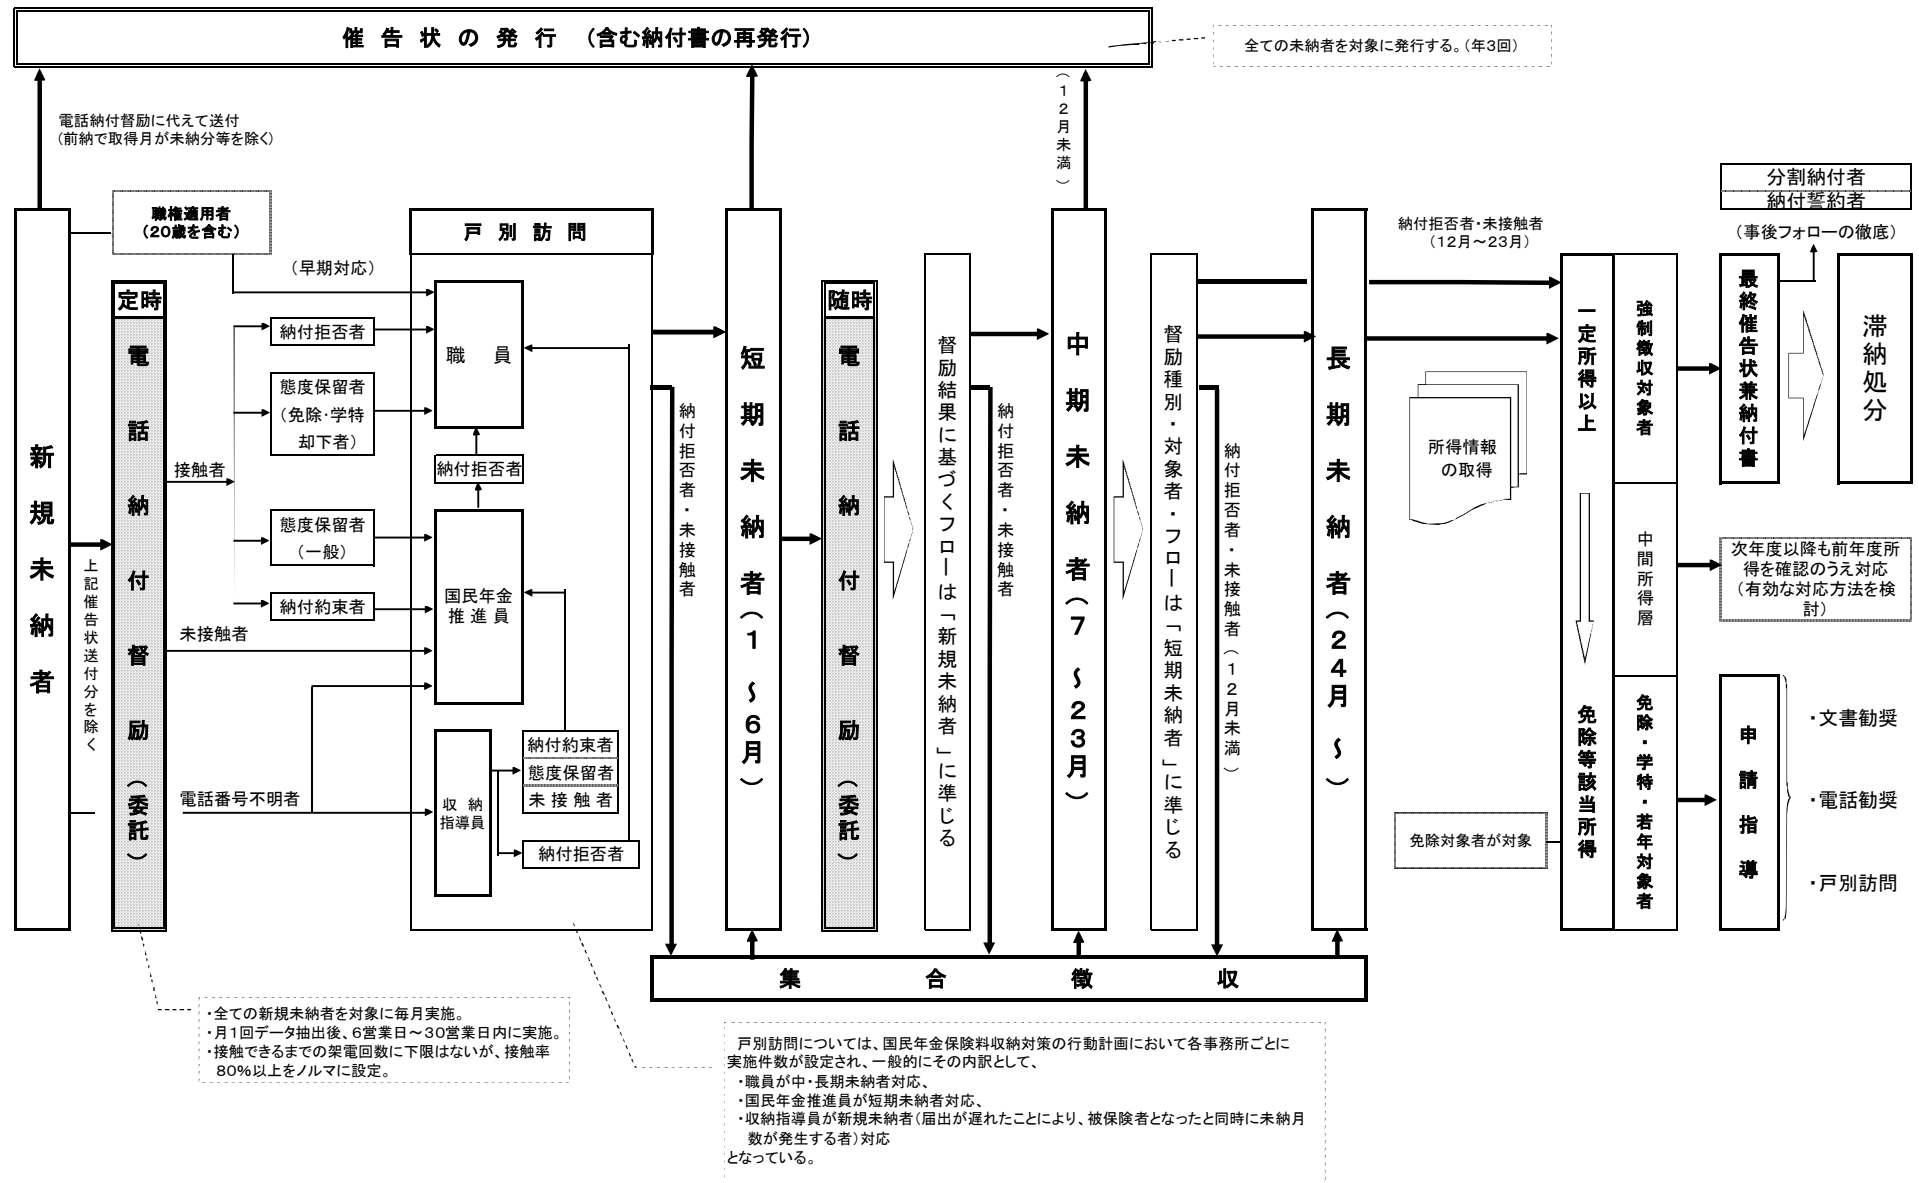 催告状の発行 (含む納付書の再発行)
全ての未納者を対象に発行する。(年3回)
電話納付督励に代えて送付
(前納で取得月が未納分等を除く)
(12月未満)
新規未納者
上記催告状送付分を除く
職権適用者
(20歳を含む)
定時
電話納付督励(委託)
接触者
未接触者
電話番号不明者
(早期対応)
納付拒否者
態度保留者
(免除・学特
却下者)
態度保留者
(一般)
納付約束者
戸別訪問
職員
納付拒否者
国民年金
推進員
収納
指導員
納付約束者
態度保留者
未接触者
納付拒否者
納付拒否者・未接触者
短期未納者(1~6月)
随時
電話納付督励(委託)
督励結果に基づくフローは「新規未納者」に準じる
納付拒否者・未接触者
中期未納者(7~23月)
督励種別・対象者・フローは「短期未納者」に準じる
納付拒否者・未接触者(12月未満)
長期未納者(24月~)
納付拒否者・未接触者
(12月~23月)
所得情報
の取得
免除対象者が対象
一定所得以上
免除等該当所得
強制徴収対象者
中間所得層
免除・学特・若年対象者
分割納付者
納付誓約者
(事後フォローの徹底)
最終催告状兼納付書
滞納処分
次年度以降も前年度所
得を確認のうえ対応
(有効な対応方法を検
討)
申請指導
・文書勧奨
・電話勧奨
・戸別訪問
集合徴収
・全ての新規未納者を対象に毎月実施。
・月1回データ抽出後、6営業日~30営業日内に実施。
・接触できるまでの架電回数に下限はないが、接触率
80%以上をノルマに設定。
戸別訪問については、国民年金保険料収納対策の行動計画において各事務所ごとに
実施件数が設定され、一般的にその内訳として、
・職員が中・長期未納者対応、
・国民年金推進員が短期未納者対応、
・収納指導員が新規未納者(届出が遅れたことにより、被保険者となったと同時に未納月
数が発生する者)対応
となっている。